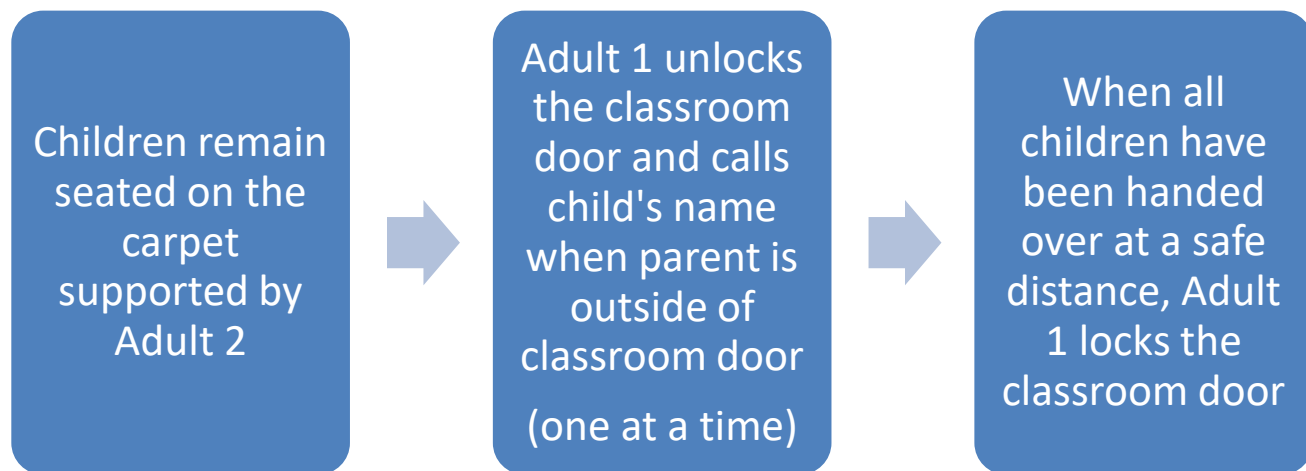 Children remain
seated on the
carpet
supported by
Adult 2
Adult 1 unlocks
the classroom
door and calls
child's name
when parent is
outside of
classroom door
(one at a time)
When all
children have
been handed
over at a safe
distance, Adult
1 locks the
classroom door